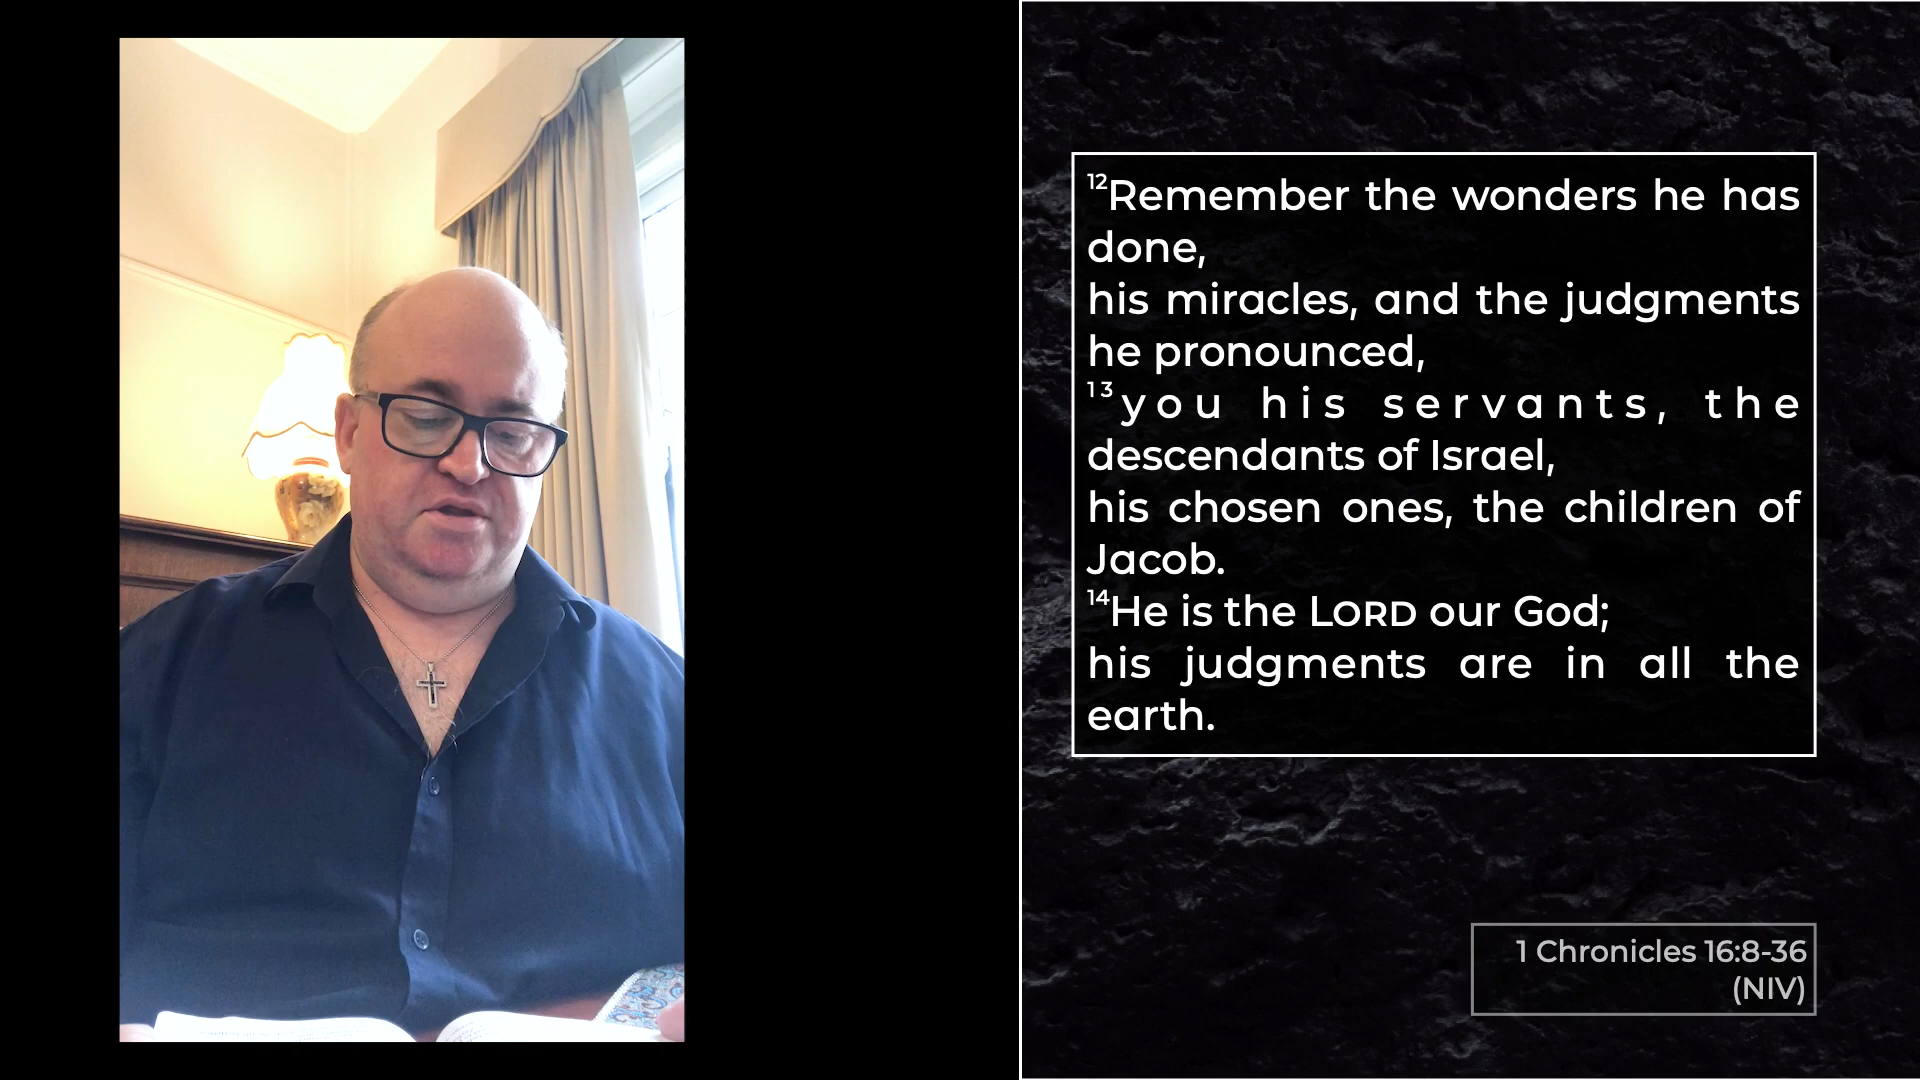 ¹²Remember the wonders he has
done,
his miracles, and the judgments
he pronounced,
¹³you his servants, the
descendants of Israel,
his chosen ones, the children of
Jacob.
¹⁴He is the LORD our God;
his judgments are in all the
earth.
1 Chronicles 16:8-36
(NIV)